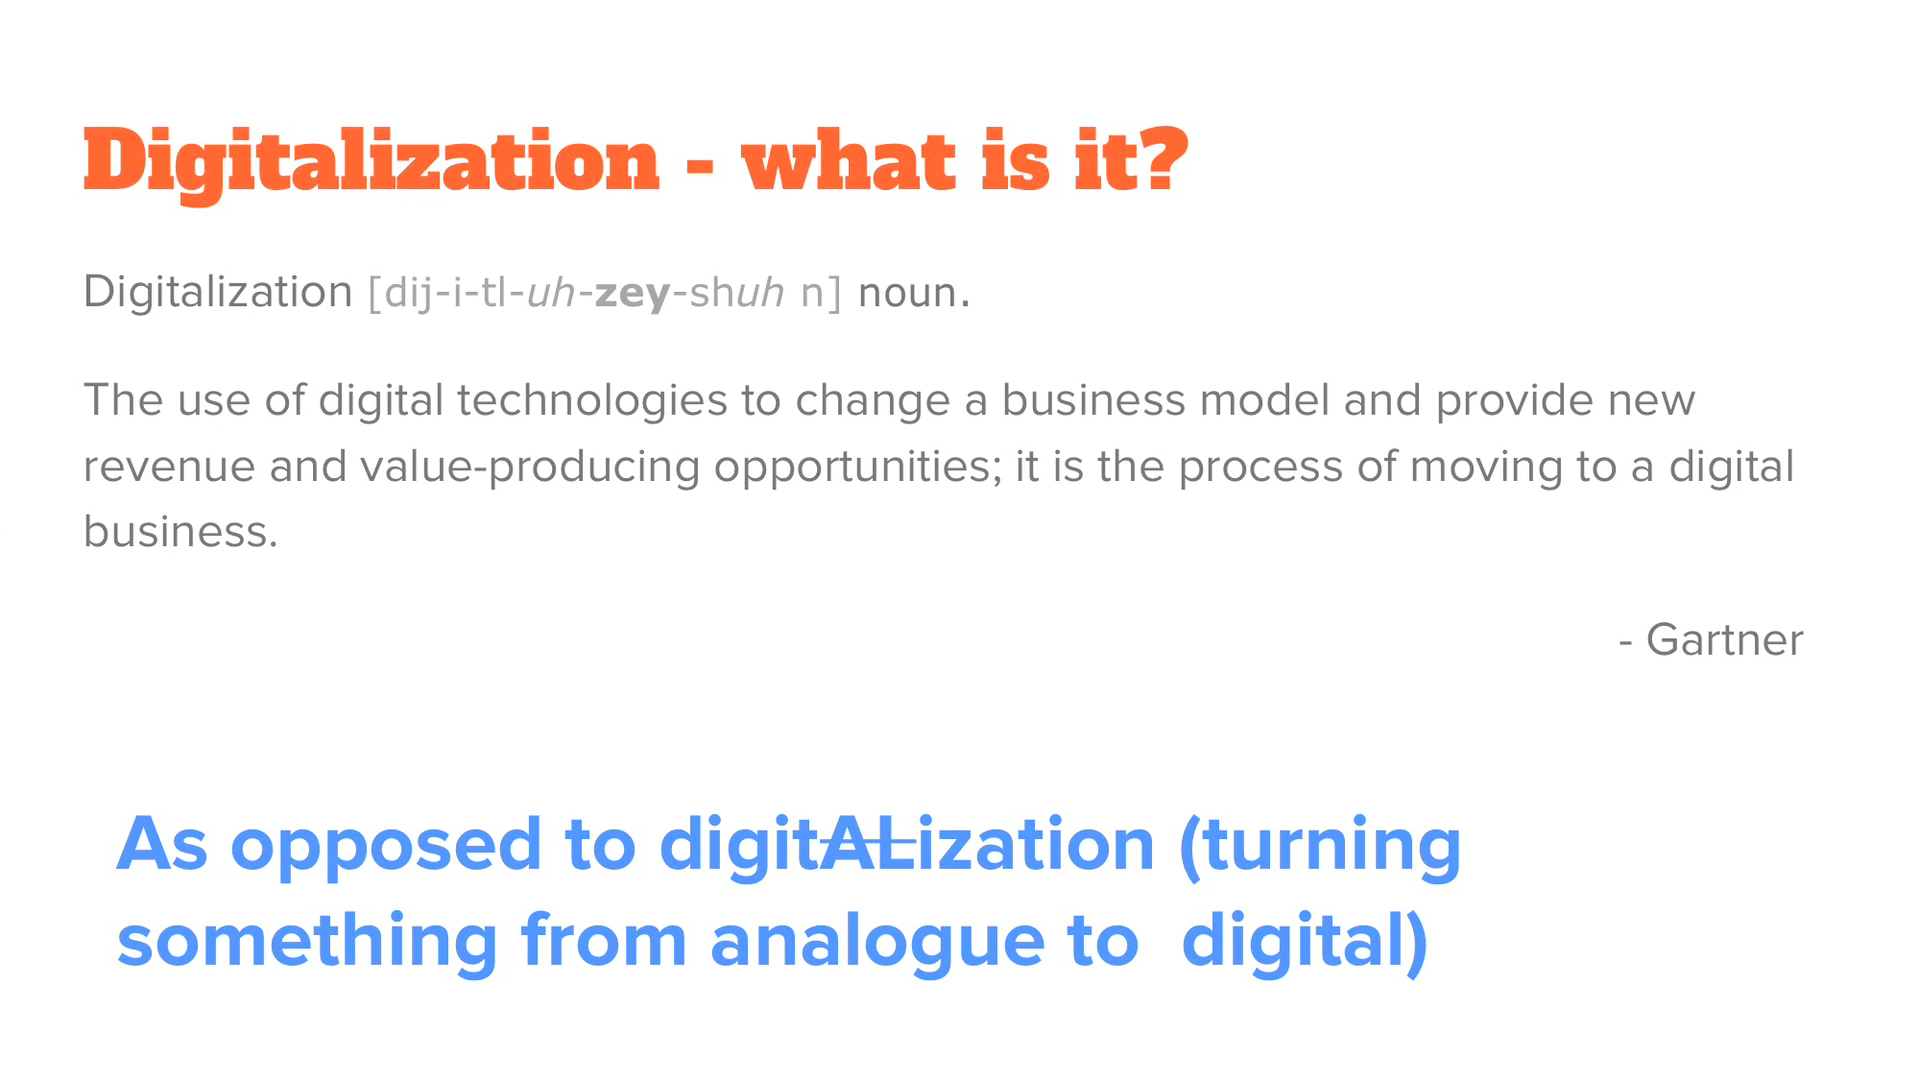 Digitalization - what is it?
Digitalization [dij-i-tl-uh-zey-shuh n] noun.
The use of digital technologies to change a business model and provide new
revenue and value-producing opportunities; it is the process of moving to a digital
business.
- Gartner
As opposed to digitALization (turning
something from analogue to  digital)